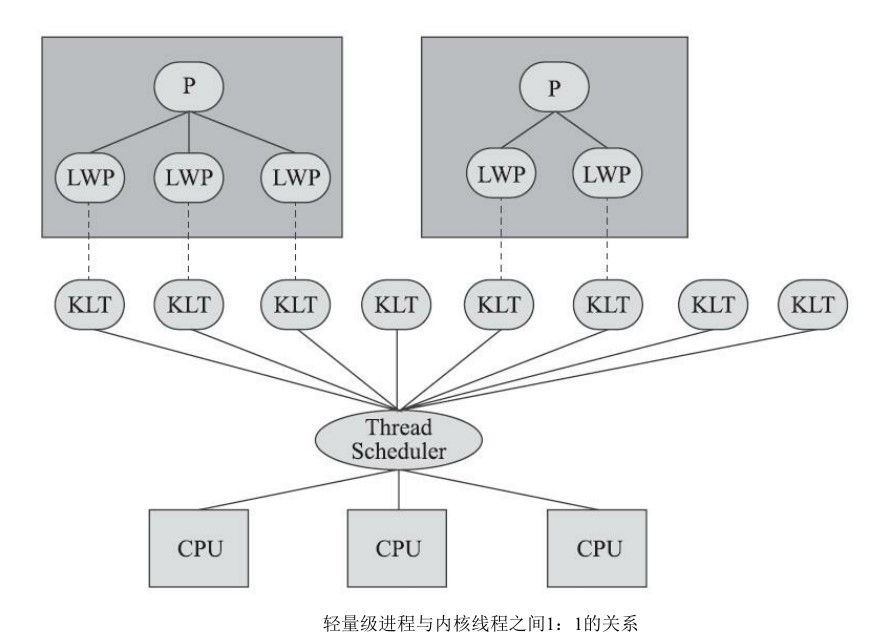 P
P
LWP
LWP
LWP
LWP
LWP
KLT
KLT
KLT
KLT
KLT
KLT
KLT
KLT
Thread
Scheduler
CPU
CPU
CPU
轻量级进程与内核线程之间1：1的关系